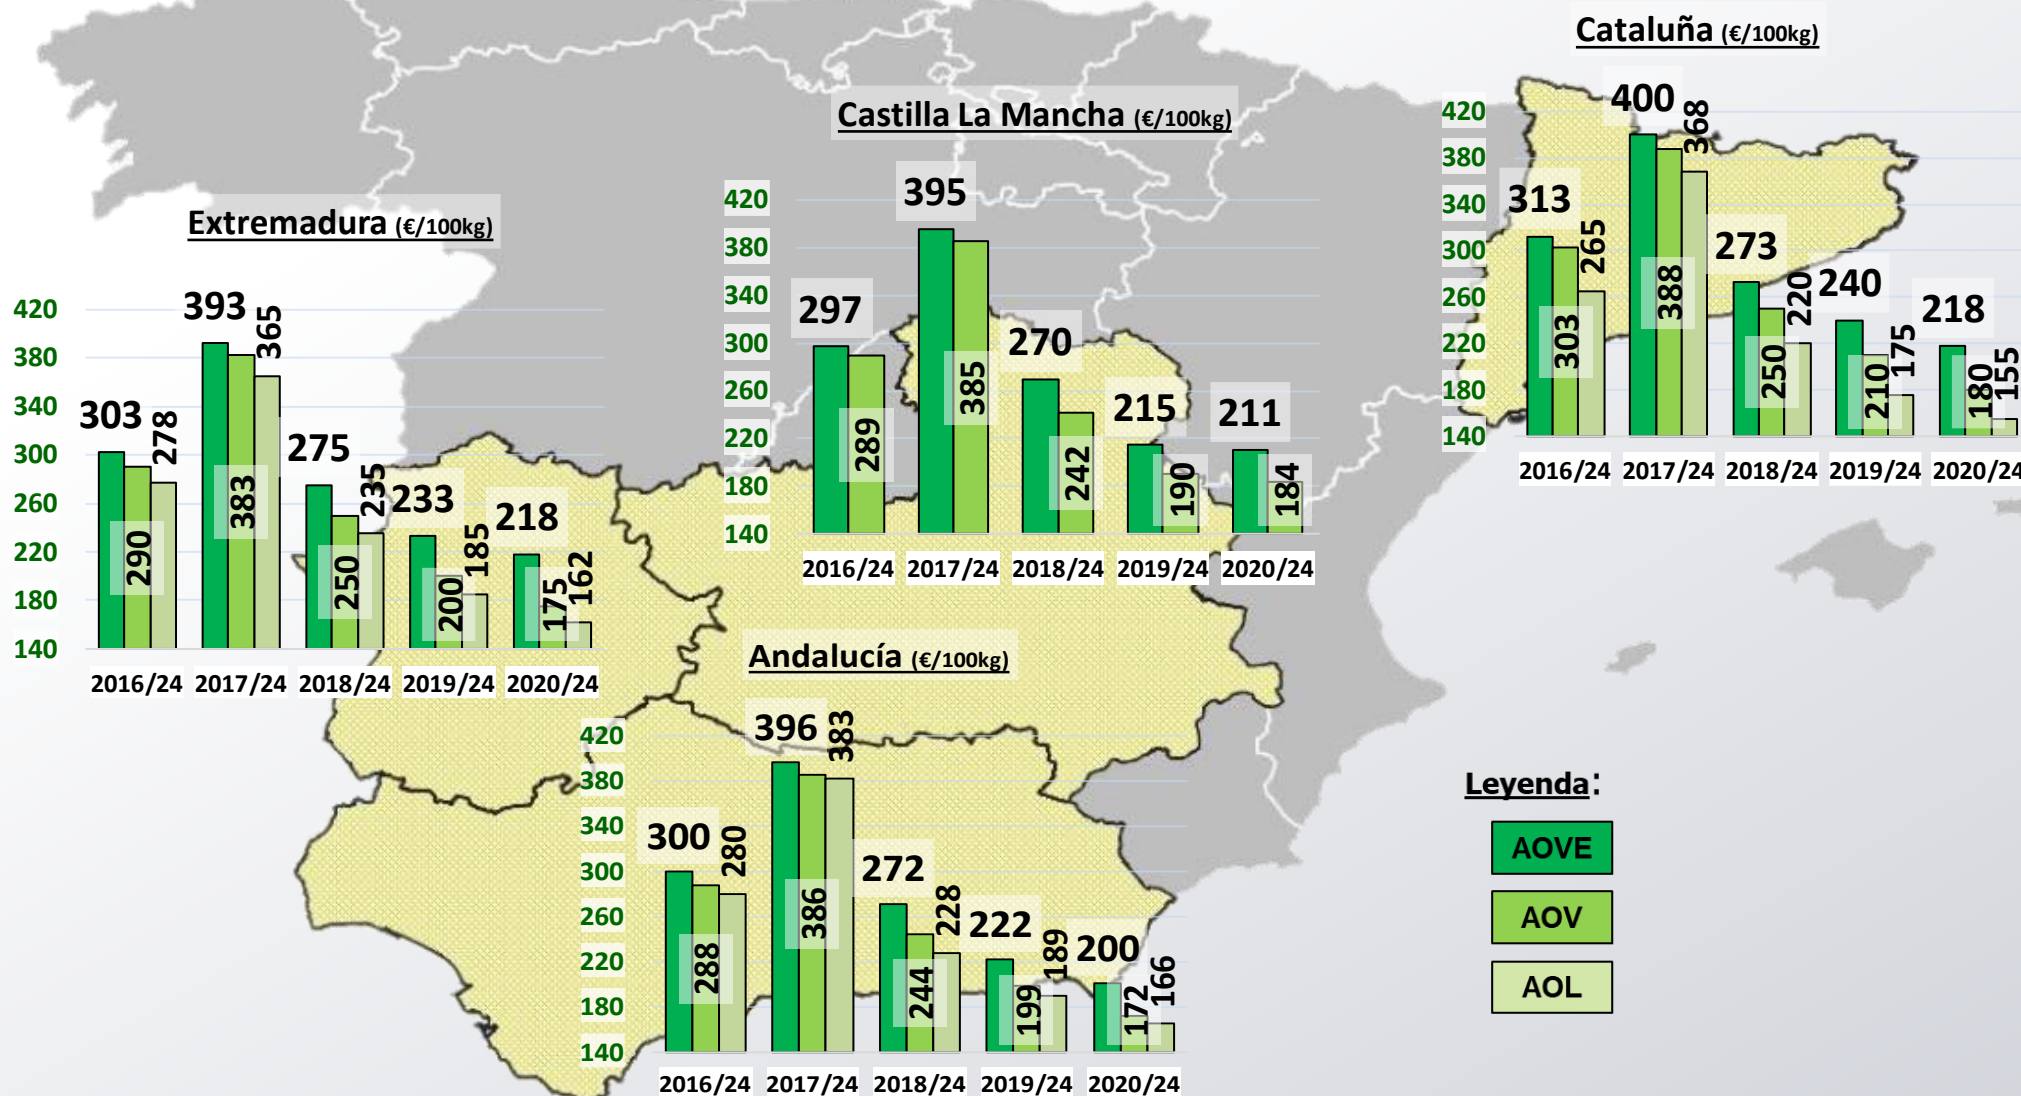 Extremadura (€/100kg)
420
380
340
300
260
220
180
140
303 290 278
393 383 365
275 250 235
233 200 185
218 175 162
2016/24 2017/24 2018/24 2019/24 2020/24
Castilla La Mancha (€/100kg)
420
380
340
300
260
220
180
140
297 289
395 385
270 242
215 190
211 184
2016/24 2017/24 2018/24 2019/24 2020/24
Cataluña (€/100kg)
420
380
340
300
260
220
180
140
313 303 265
400 388 368
273 250 220
240 210 175
218 180 155
2016/24 2017/24 2018/24 2019/24 2020/24
Andalucía (€/100kg)
420
380
340
300
260
220
180
140
300 288 280
396 386 383
272 244 228
222 199 189
200 172 166
2016/24 2017/24 2018/24 2019/24 2020/24
Leyenda:
AOVE
AOV
AOL